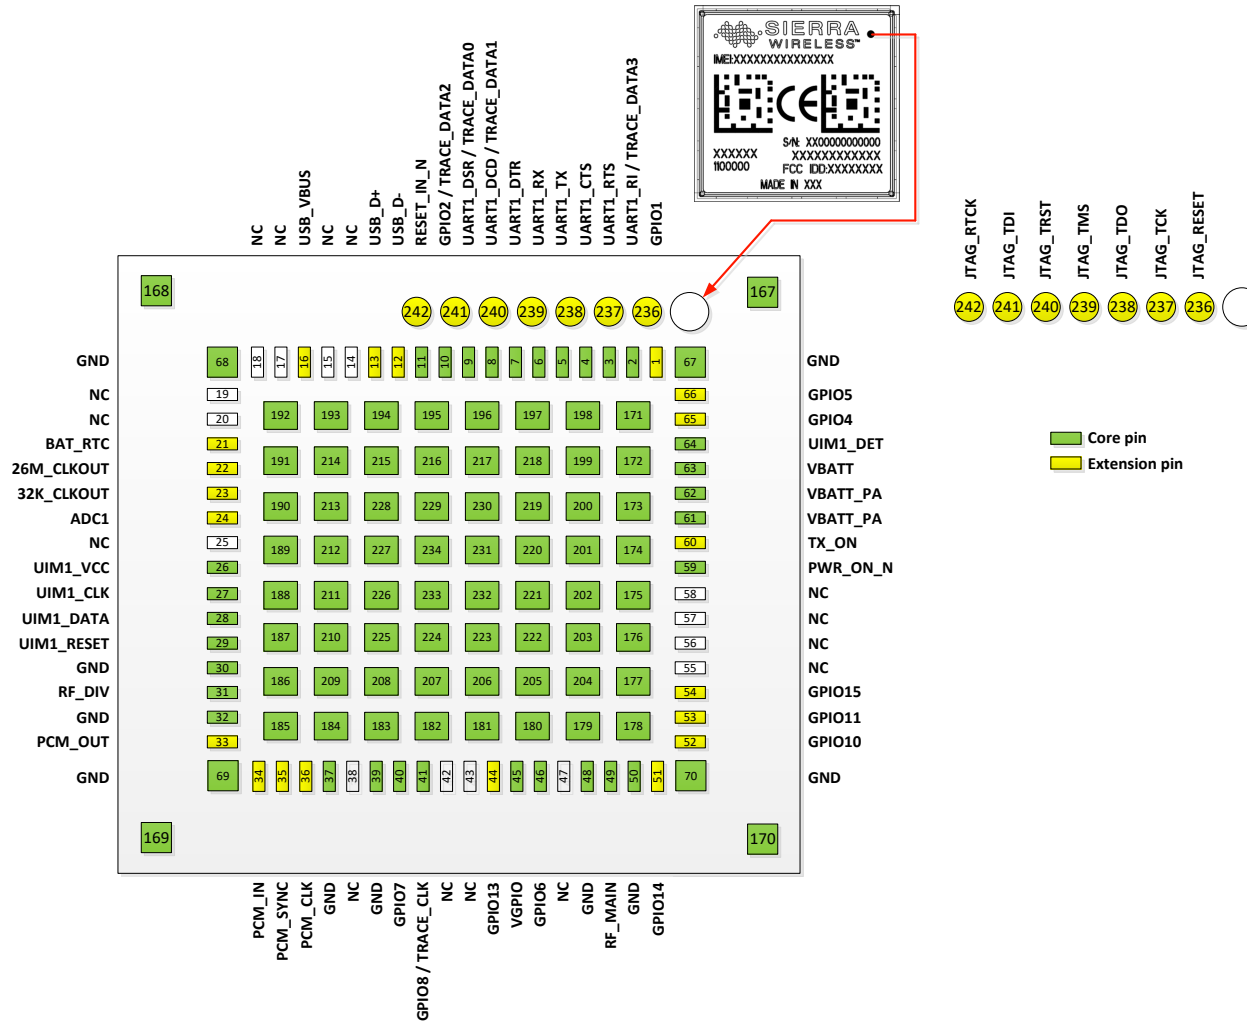 SIERRA
WIRELESS™
IMEI:XXXXXXXXXXXXXXX
S/N: XX00000000000
XXXXXX XXXXXXXXXXXX
1100000 FCC IDD:XXXXXXXX
MADE IN XXX
NC
NC
USB_VBUS
NC
NC
USB_D+
USB_D-
RESET_IN_N
GPIO2 / TRACE_DATA2
UART1_DSR / TRACE_DATA0
UART1_DCD / TRACE_DATA1
UART1_DTR
UART1_RX
UART1_TX
UART1_CTS
UART1_RTS
UART1_RI / TRACE_DATA3
GPIO1
JTAG_RTCK
JTAG_TDI
JTAG_TRST
JTAG_TMS
JTAG_TDO
JTAG_TCK
JTAG_RESET
168 167
242 241 240 239 238 237 236
242 241 240 239 238 237 236
GND 68 18 17 16 15 14 13 12 11 10 9 8 7 6 5 4 3 2 1 67 GND
NC 19 66 GPIO5
192 193 194 195 196 197 198 171
NC 20 65 GPIO4
BAT_RTC 21 64 UIM1_DET
Core pin
26M_CLKOUT 22 191 214 215 216 217 218 199 172 63 VBATT
Extension pin
32K_CLKOUT 23 62 VBATT_PA
190 213 228 229 230 219 200 173
ADC1 24 61 VBATT_PA
NC 25 189 212 227 234 231 220 201 174 60 TX_ON
UIM1_VCC 26 59 PWR_ON_N
UIM1_CLK 27 188 211 226 233 232 221 202 175 58 NC
UIM1_DATA 28 57 NC
UIM1_RESET 29 187 210 225 224 223 222 203 176 56 NC
GND 30 55 NC
186 209 208 207 206 205 204 177
RF_DIV 31 54 GPIO15
GND 32 53 GPIO11
185 184 183 182 181 180 179 178
PCM_OUT 33 52 GPIO10
GND 69 34 35 36 37 38 39 40 41 42 43 44 45 46 47 48 49 50 51 70 GND
169 170
PCM_IN
PCM_SYNC
PCM_CLK
GND
NC
GND
GPIO7
GPIO8 / TRACE_CLK
NC
NC
GPIO13
VGPIO
GPIO6
NC
GND
RF_MAIN
GND
GPIO14